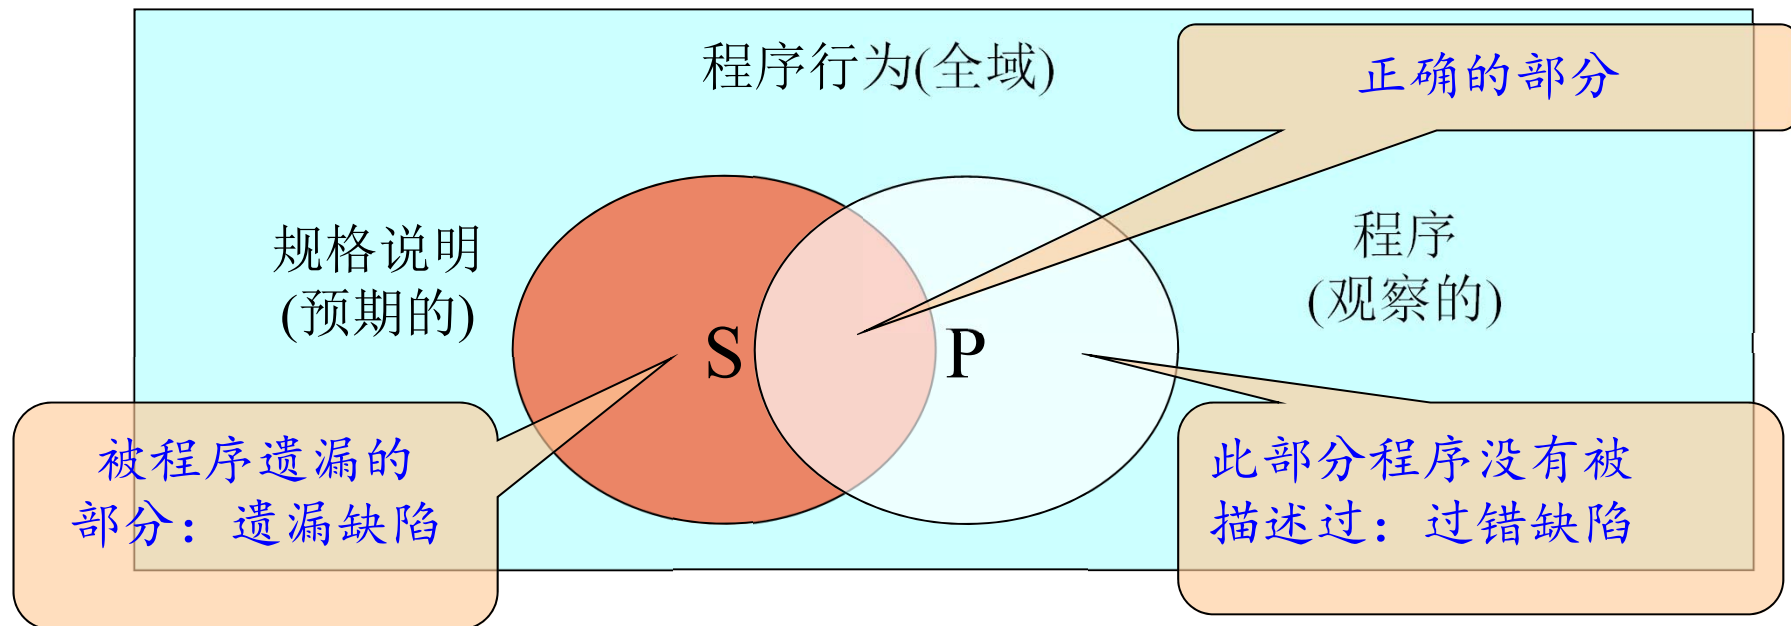 程序行为(全域)
正确的部分
规格说明
(预期的)
程序
(观察的)
S
P
被程序遗漏的
部分：遗漏缺陷
此部分程序没有被
描述过：过错缺陷